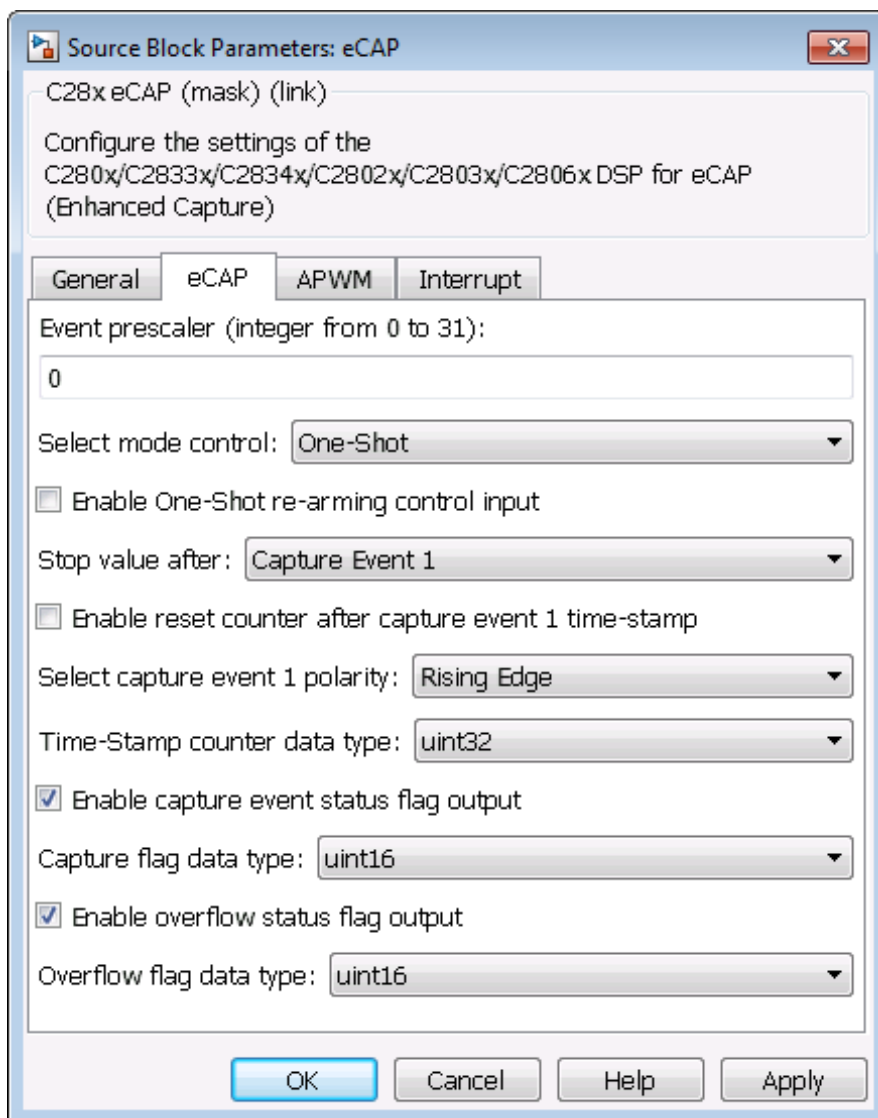 Source Block Parameters: eCAP
C28x eCAP (mask) (link)
Configure the settings of the
C280x/C2833x/C2834x/C2802x/C2803x/C2806x DSP for eCAP
(Enhanced Capture)
General eCAP APWM Interrupt
Event prescaler (integer from 0 to 31):
0
Select mode control: One-Shot
Enable One-Shot re-arming control input
Stop value after: Capture Event 1
Enable reset counter after capture event 1 time-stamp
Select capture event 1 polarity: Rising Edge
Time-Stamp counter data type: uint32
Enable capture event status flag output
Capture flag data type: uint16
Enable overflow status flag output
Overflow flag data type: uint16
OK Cancel Help Apply